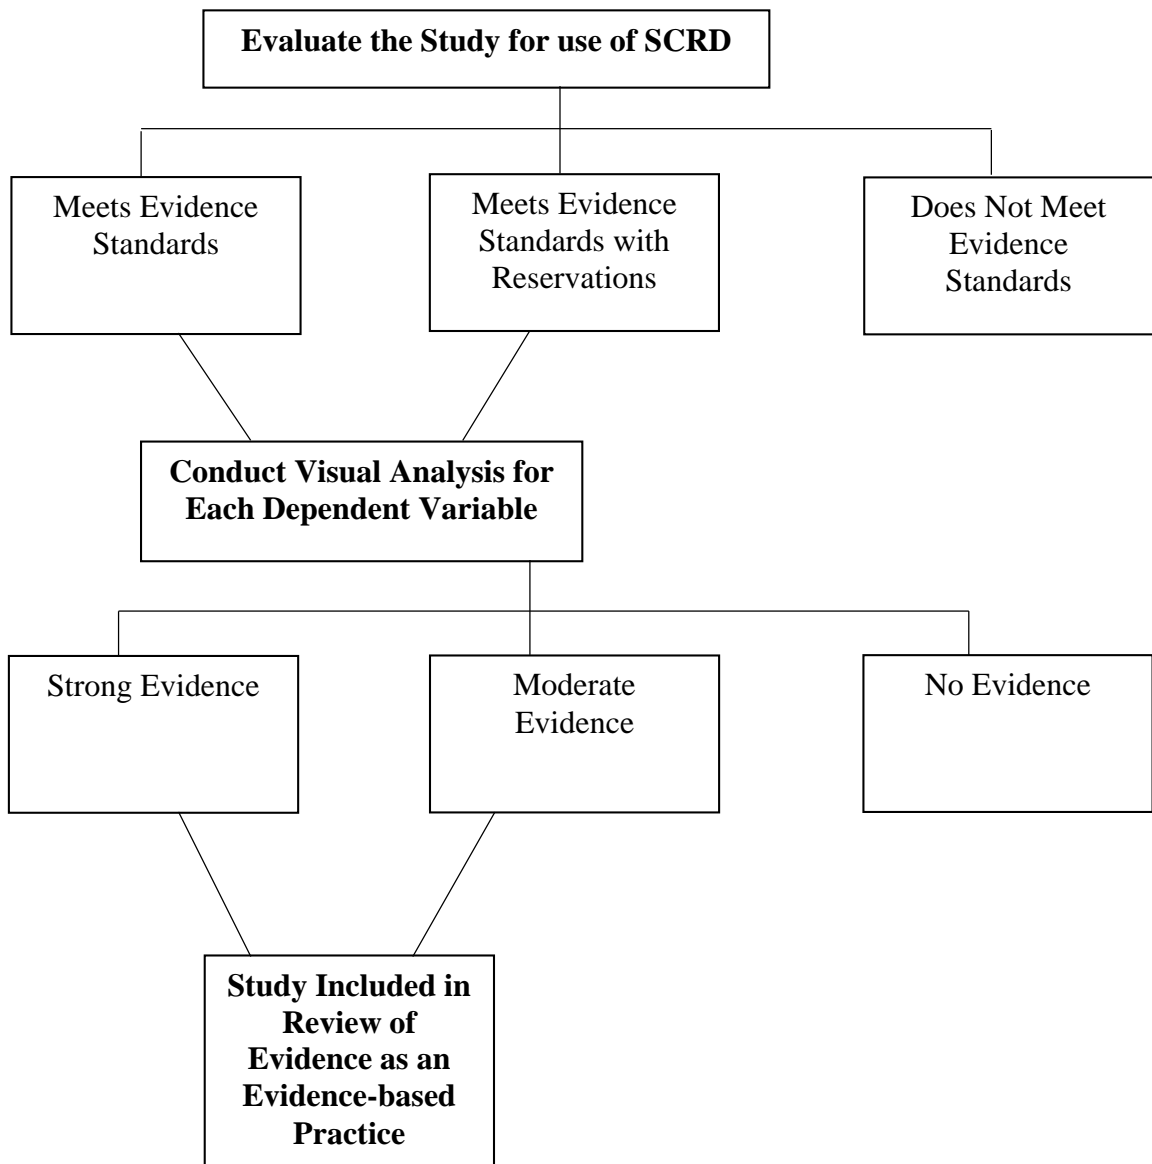 Evaluate the Study for use of SCRD
Meets Evidence
Standards
Meets Evidence
Standards with
Reservations
Does Not Meet
Evidence
Standards
Conduct Visual Analysis for
Each Dependent Variable
Strong Evidence
Moderate
Evidence
No Evidence
Study Included in
Review of
Evidence as an
Evidence-based
Practice